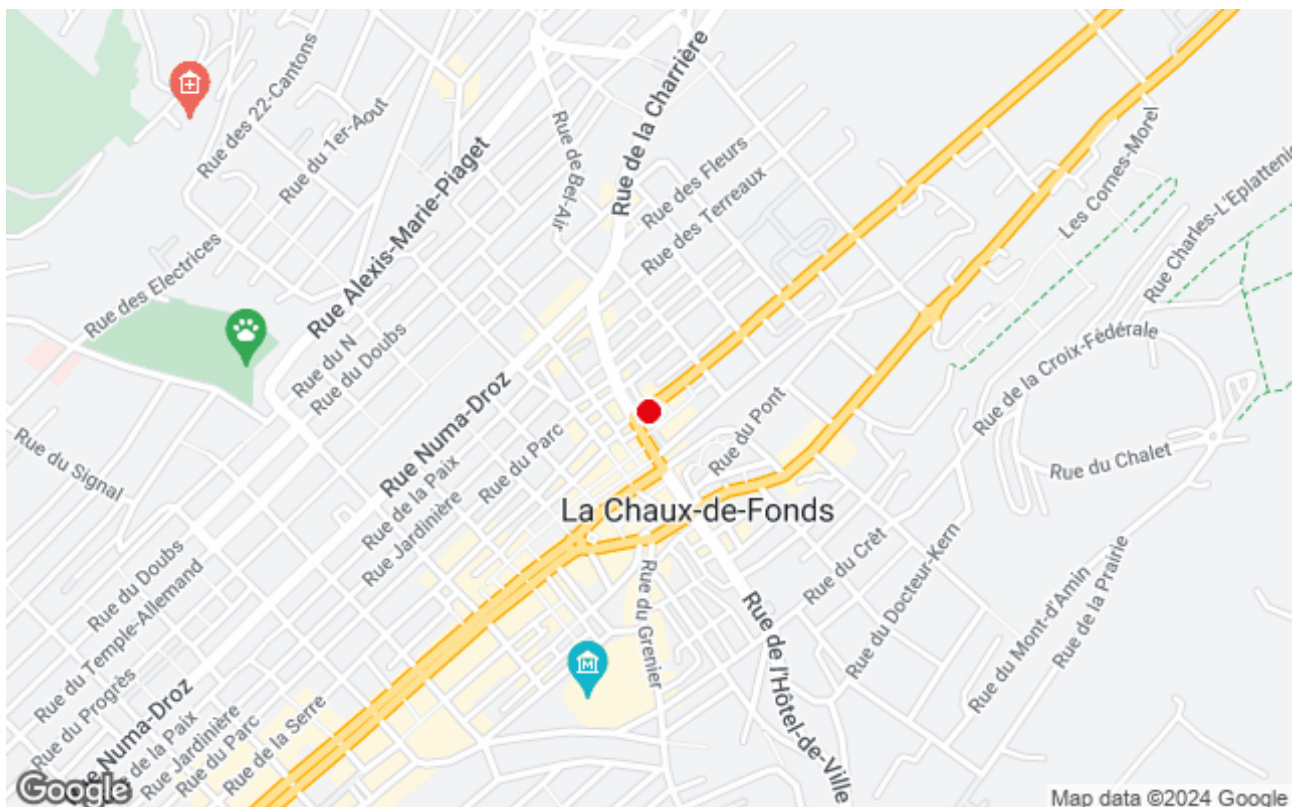 Rue des 22-Cantons
Rue du 1er-Aout
Rue de la Charrière
Rue de Bel-Air
Rue des Fleurs
Rue des Terreaux
Les Cornes-Morel
Rue Alexis-Marie-Piaget
Rue des Electrices
Rue Charles-L'Eplattenie
Rue du N
Rue du Doubs
Rue de la Croix-Fédérale
Rue Numa-Droz
Rue du Parc
Rue du Pont
Rue du Signal
Rue de la Paix
Rue Jardinière
Rue du Chalet
La Chaux-de-Fonds
Rue du Doubs
Rue du Temple-Allemand
Rue du Progrès
Rue du Grenier
Rue du Crêt
Rue du Docteur-Kern
Rue du Mont-d'Amin
Rue de la Prairie
Rue de l'Hôtel-de-Ville
M
ue Numa-Droz
de la Paix
Rue Jardinière
Rue du Parc
Rue de la Serre
Google
Map data ©2024 Google